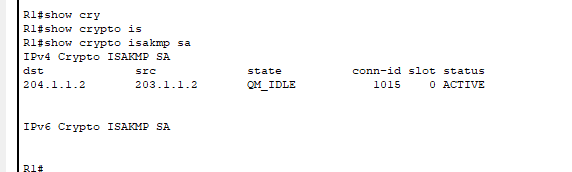 R1#show cry
R1#show crypto is
R1#show crypto isakmp sa
IPv4 Crypto ISAKMP SA
dst src state conn-id slot status
204.1.1.2 203.1.1.2 QM_IDLE 1015 0 ACTIVE
IPv6 Crypto ISAKMP SA
R1#